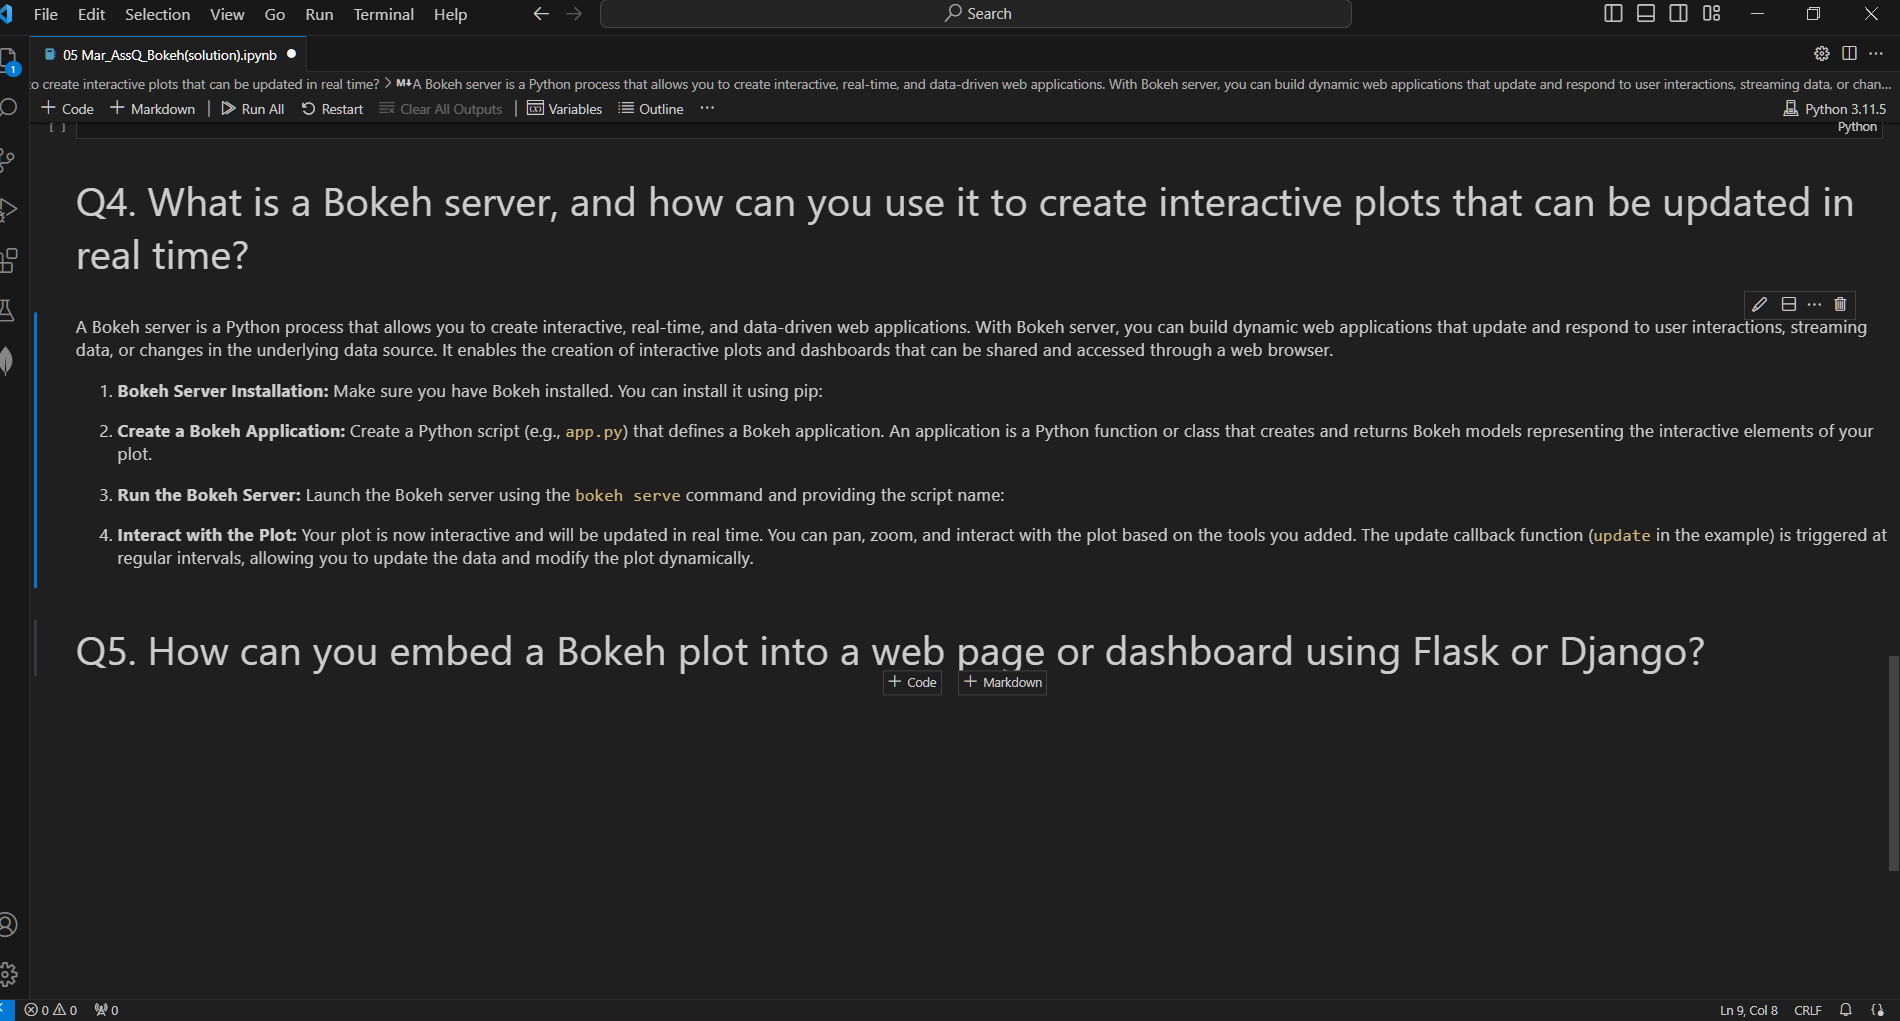 File Edit Selection View Go Run Terminal Help
Search
05 Mar_AssQ_Bokeh(solution).ipynb
to create interactive plots that can be updated in real time? > M↓A Bokeh server is a Python process that allows you to create interactive, real-time, and data-driven web applications. With Bokeh server, you can build dynamic web applications that update and respond to user interactions, streaming data, or chan...
+ Code + Markdown | Run All Restart Clear All Outputs | Variables Outline ...
Python 3.11.5
[ ]
Python
Q4. What is a Bokeh server, and how can you use it to create interactive plots that can be updated in
real time?
A Bokeh server is a Python process that allows you to create interactive, real-time, and data-driven web applications. With Bokeh server, you can build dynamic web applications that update and respond to user interactions, streaming
data, or changes in the underlying data source. It enables the creation of interactive plots and dashboards that can be shared and accessed through a web browser.
1. Bokeh Server Installation: Make sure you have Bokeh installed. You can install it using pip:
2. Create a Bokeh Application: Create a Python script (e.g., app.py) that defines a Bokeh application. An application is a Python function or class that creates and returns Bokeh models representing the interactive elements of your
plot.
3. Run the Bokeh Server: Launch the Bokeh server using the bokeh serve command and providing the script name:
4. Interact with the Plot: Your plot is now interactive and will be updated in real time. You can pan, zoom, and interact with the plot based on the tools you added. The update callback function (update in the example) is triggered at
regular intervals, allowing you to update the data and modify the plot dynamically.
Q5. How can you embed a Bokeh plot into a web page or dashboard using Flask or Django?
+ Code + Markdown
1
0 0 0
Ln 9, Col 8 CRLF